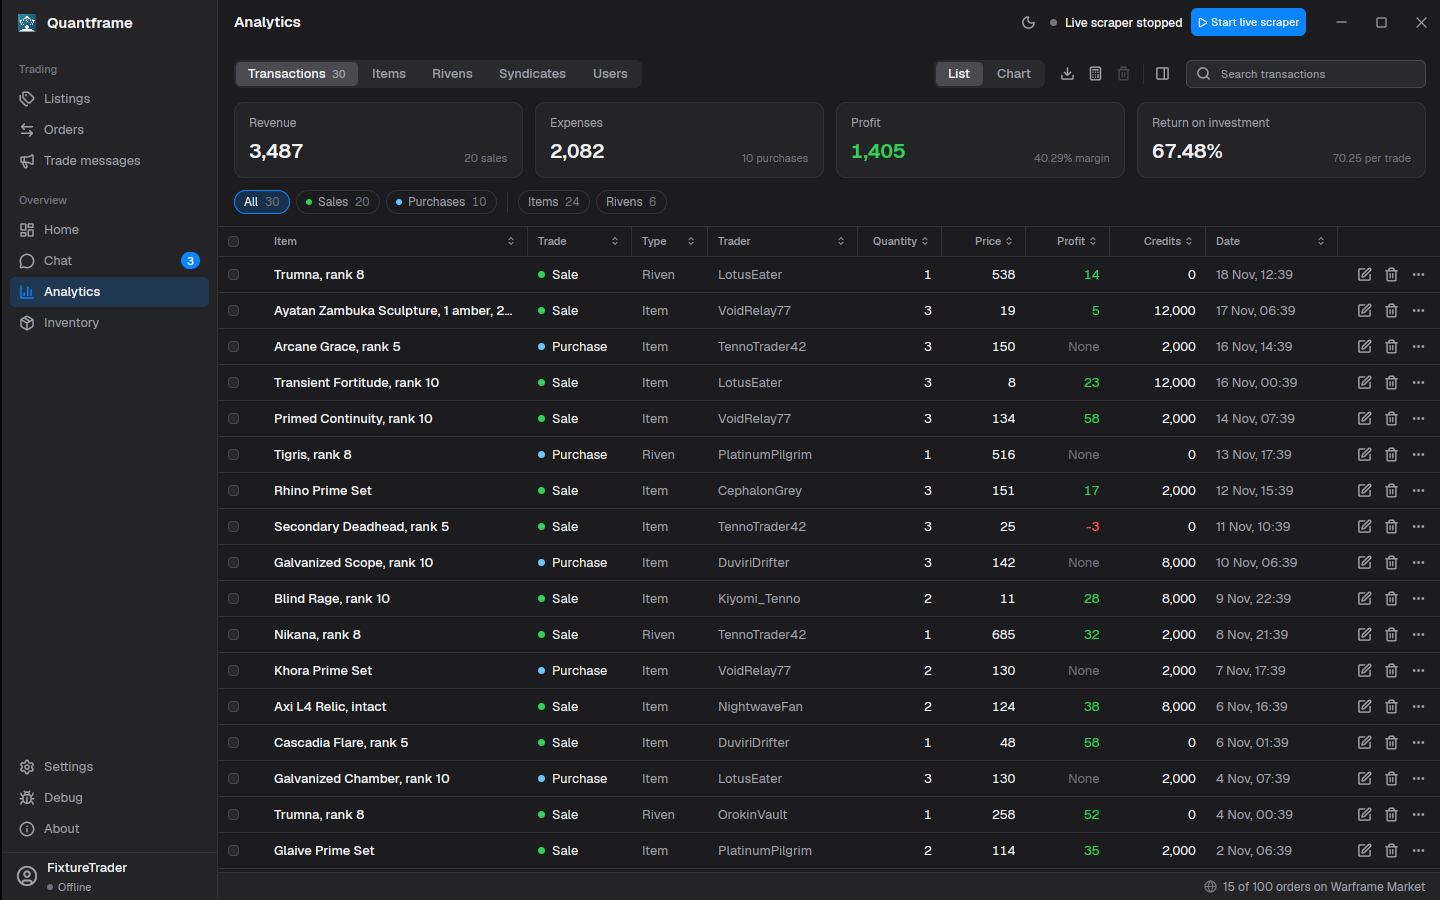 Quantframe
Analytics
Live scraper stopped
Start live scraper
Trading
Listings
Orders
Trade messages
Overview
Home
Chat 3
Analytics
Inventory
Settings
Debug
About
FixtureTrader
Offline
Transactions 30 Items Rivens Syndicates Users
List Chart
Search transactions
Revenue
3,487 20 sales
Expenses
2,082 10 purchases
Profit
1,405 40.29% margin
Return on investment
67.48% 70.25 per trade
All 30 Sales 20 Purchases 10 Items 24 Rivens 6
Item Trade Type Trader Quantity Price Profit Credits Date
Trumna, rank 8 Sale Riven LotusEater 1 538 14 0 18 Nov, 12:39
Ayatan Zambuka Sculpture, 1 amber, 2... Sale Item VoidRelay77 3 19 5 12,000 17 Nov, 06:39
Arcane Grace, rank 5 Purchase Item TennoTrader42 3 150 None 2,000 16 Nov, 14:39
Transient Fortitude, rank 10 Sale Item LotusEater 3 8 23 12,000 16 Nov, 00:39
Primed Continuity, rank 10 Sale Item VoidRelay77 3 134 58 2,000 14 Nov, 07:39
Tigris, rank 8 Purchase Riven PlatinumPilgrim 1 516 None 0 13 Nov, 17:39
Rhino Prime Set Sale Item CephalonGrey 3 151 17 2,000 12 Nov, 15:39
Secondary Deadhead, rank 5 Sale Item TennoTrader42 3 25 -3 0 11 Nov, 10:39
Galvanized Scope, rank 10 Purchase Item DuviriDrifter 3 142 None 8,000 10 Nov, 06:39
Blind Rage, rank 10 Sale Item Kiyomi_Tenno 2 11 28 8,000 9 Nov, 22:39
Nikana, rank 8 Sale Riven TennoTrader42 1 685 32 2,000 8 Nov, 21:39
Khora Prime Set Purchase Item VoidRelay77 2 130 None 2,000 7 Nov, 17:39
Axi L4 Relic, intact Sale Item NightwaveFan 2 124 38 8,000 6 Nov, 16:39
Cascadia Flare, rank 5 Sale Item DuviriDrifter 1 48 58 0 6 Nov, 01:39
Galvanized Chamber, rank 10 Purchase Item LotusEater 3 130 None 2,000 4 Nov, 07:39
Trumna, rank 8 Sale Riven OrokinVault 1 258 52 0 4 Nov, 00:39
Glaive Prime Set Sale Item PlatinumPilgrim 2 114 35 2,000 2 Nov, 06:39
15 of 100 orders on Warframe Market